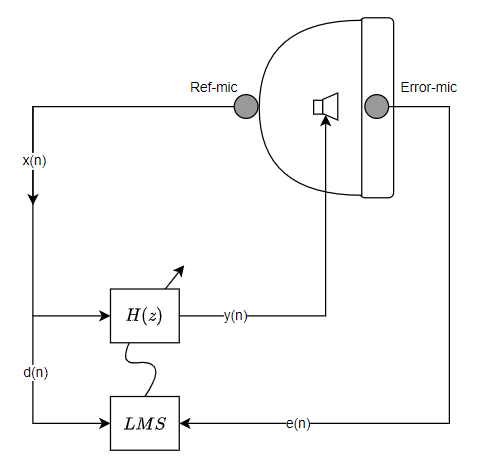 Ref-mic
Error-mic
x(n)
H(z)
y(n)
d(n)
LMS
e(n)